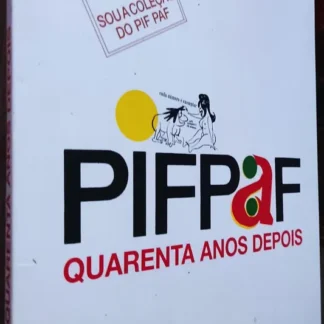 SOU A COLEÇÃO
DO PIF PAF
PIFPaF
QUARENTA ANOS DEPOIS